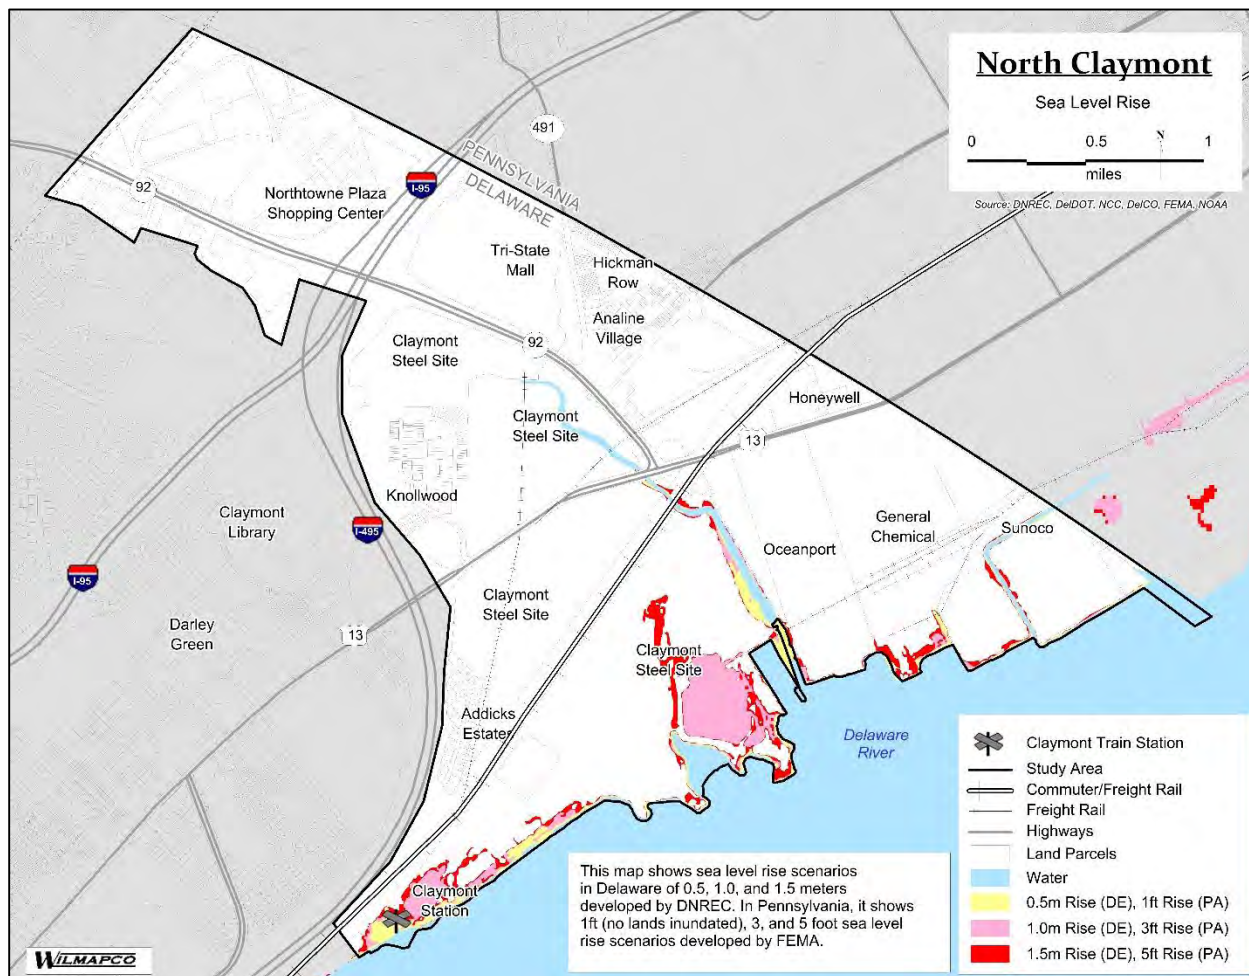 North Claymont
Sea Level Rise
0 0.5 1
N
miles
Source: DNREC, DelDOT, NCC, DelCO, FEMA, NOAA
491
PENNSYLVANIA
DELAWARE
92
I-95
Northtowne Plaza
Shopping Center
Tri-State
Mall
Hickman
Row
Analine
Village
Claymont
Steel Site
92
Honeywell
Claymont
Steel Site
13
Knollwood
Claymont
Library
I-495
General
Chemical
Sunoco
Oceanport
I-95
Claymont
Steel Site
Darley
Green
13
Claymont
Steel Site
Addicks
Estates
Delaware
River
Claymont
Station
Claymont Train Station
Study Area
Commuter/Freight Rail
Freight Rail
Highways
Land Parcels
Water
0.5m Rise (DE), 1ft Rise (PA)
1.0m Rise (DE), 3ft Rise (PA)
1.5m Rise (DE), 5ft Rise (PA)
This map shows sea level rise scenarios
in Delaware of 0.5, 1.0, and 1.5 meters
developed by DNREC. In Pennsylvania, it shows
1ft (no lands inundated), 3, and 5 foot sea level
rise scenarios developed by FEMA.
WILMAPCO